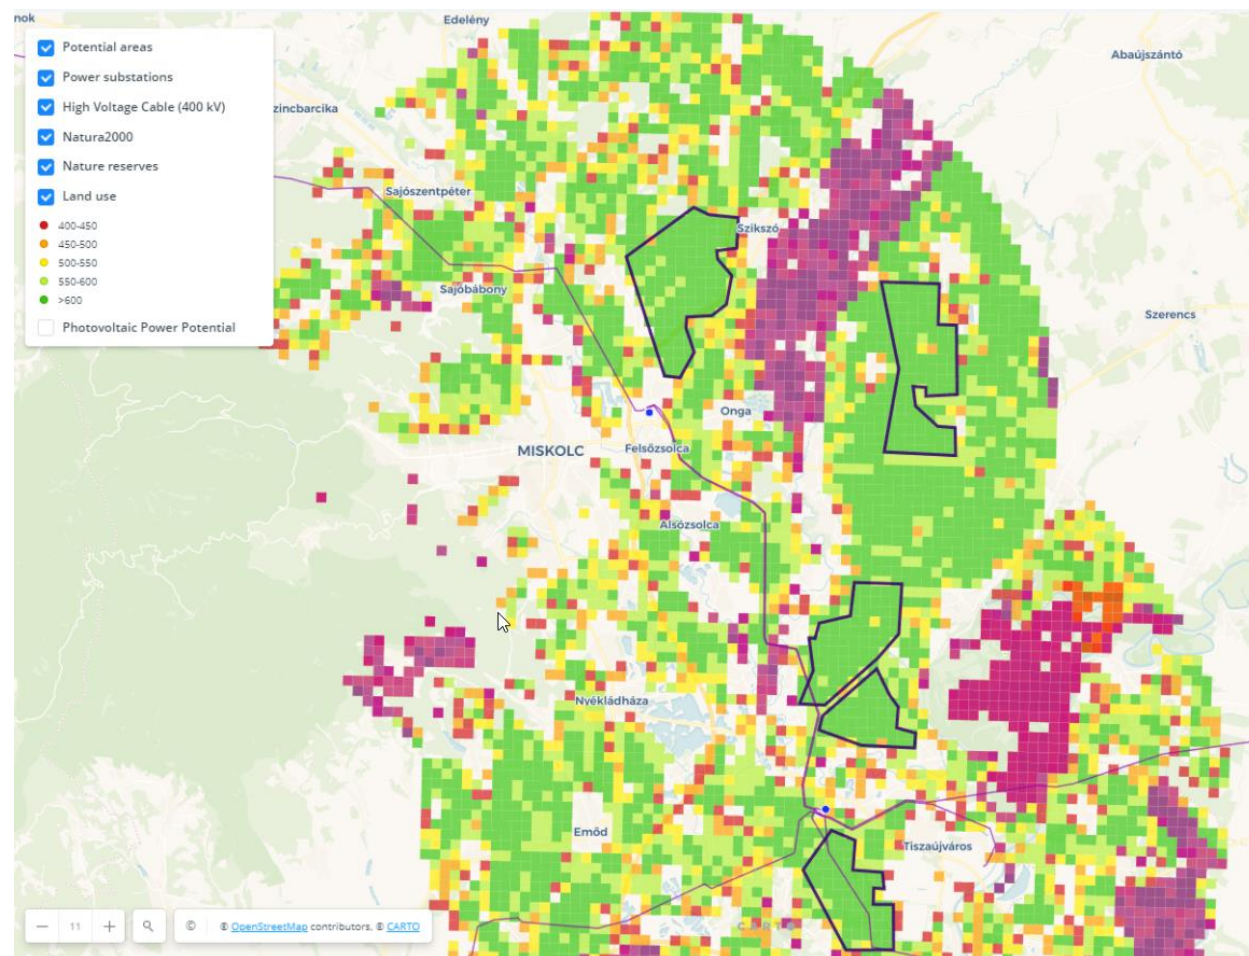 nok
Edelény
Abaújszántó
Potential areas
Power substations
High Voltage Cable (400 kV)
zincbarcika
Natura2000
Nature reserves
Land use
400-450
450-500
500-550
550-600
>600
Photovoltaic Power Potential
Sajószentpéter
Szikszó
Sajóbábony
Szerencs
Onga
MISKOLC
Felsőzsolca
Alsózsolca
Nyékládháza
Emőd
Tiszaújváros
11
© © OpenStreetMap contributors, © CARTO
CARTO